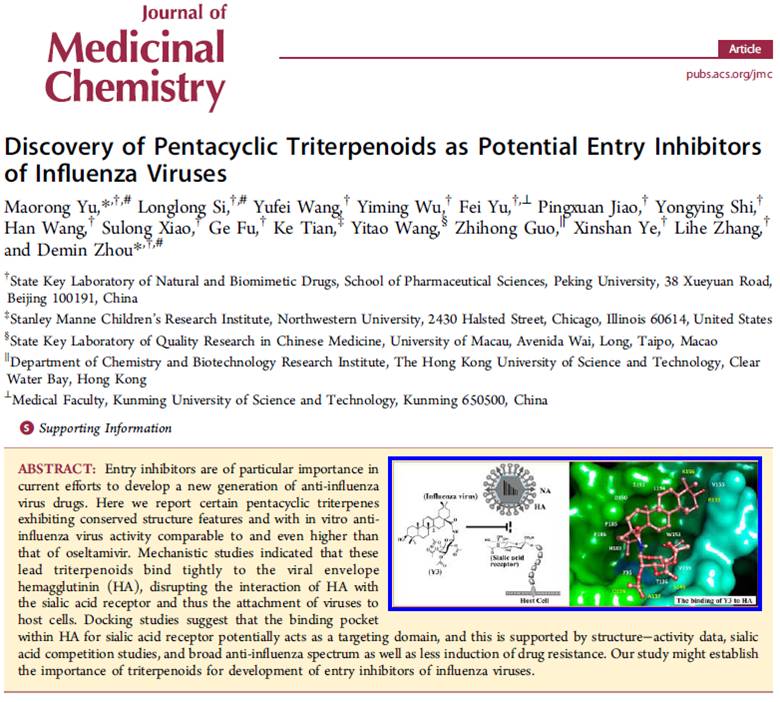 Journal of
Medicinal
Chemistry
Article
pubs.acs.org/jmc
Discovery of Pentacyclic Triterpenoids as Potential Entry Inhibitors
of Influenza Viruses
Maorong Yu,*,†,# Longlong Si,†,# Yufei Wang,† Yiming Wu,† Fei Yu,†,⊥ Pingxuan Jiao,† Yongying Shi,†
Han Wang,† Sulong Xiao,† Ge Fu,† Ke Tian,‡ Yitao Wang,§ Zhihong Guo,∥ Xinshan Ye,† Lihe Zhang,†
and Demin Zhou*,†,#
†State Key Laboratory of Natural and Biomimetic Drugs, School of Pharmaceutical Sciences, Peking University, 38 Xueyuan Road,
Beijing 100191, China
‡Stanley Manne Children's Research Institute, Northwestern University, 2430 Halsted Street, Chicago, Illinois 60614, United States
§State Key Laboratory of Quality Research in Chinese Medicine, University of Macau, Avenida Wai, Long, Taipo, Macao
∥Department of Chemistry and Biotechnology Research Institute, The Hong Kong University of Science and Technology, Clear
Water Bay, Hong Kong
⊥Medical Faculty, Kunming University of Science and Technology, Kunming 650500, China
S Supporting Information
ABSTRACT: Entry inhibitors are of particular importance in
current efforts to develop a new generation of anti-influenza
virus drugs. Here we report certain pentacyclic triterpenes
exhibiting conserved structure features and with in vitro anti-
influenza virus activity comparable to and even higher than
that of oseltamivir. Mechanistic studies indicated that these
lead triterpenoids bind tightly to the viral envelope
hemagglutinin (HA), disrupting the interaction of HA with
the sialic acid receptor and thus the attachment of viruses to
host cells. Docking studies suggest that the binding pocket
within HA for sialic acid receptor potentially acts as a targeting domain, and this is supported by structure−activity data, sialic
acid competition studies, and broad anti-influenza spectrum as well as less induction of drug resistance. Our study might establish
the importance of triterpenoids for development of entry inhibitors of influenza viruses.
(Influenza virus)
NA
HA
(Y3)
(Sialic acid
receptor)
Host Cell
The binding of Y3 to HA